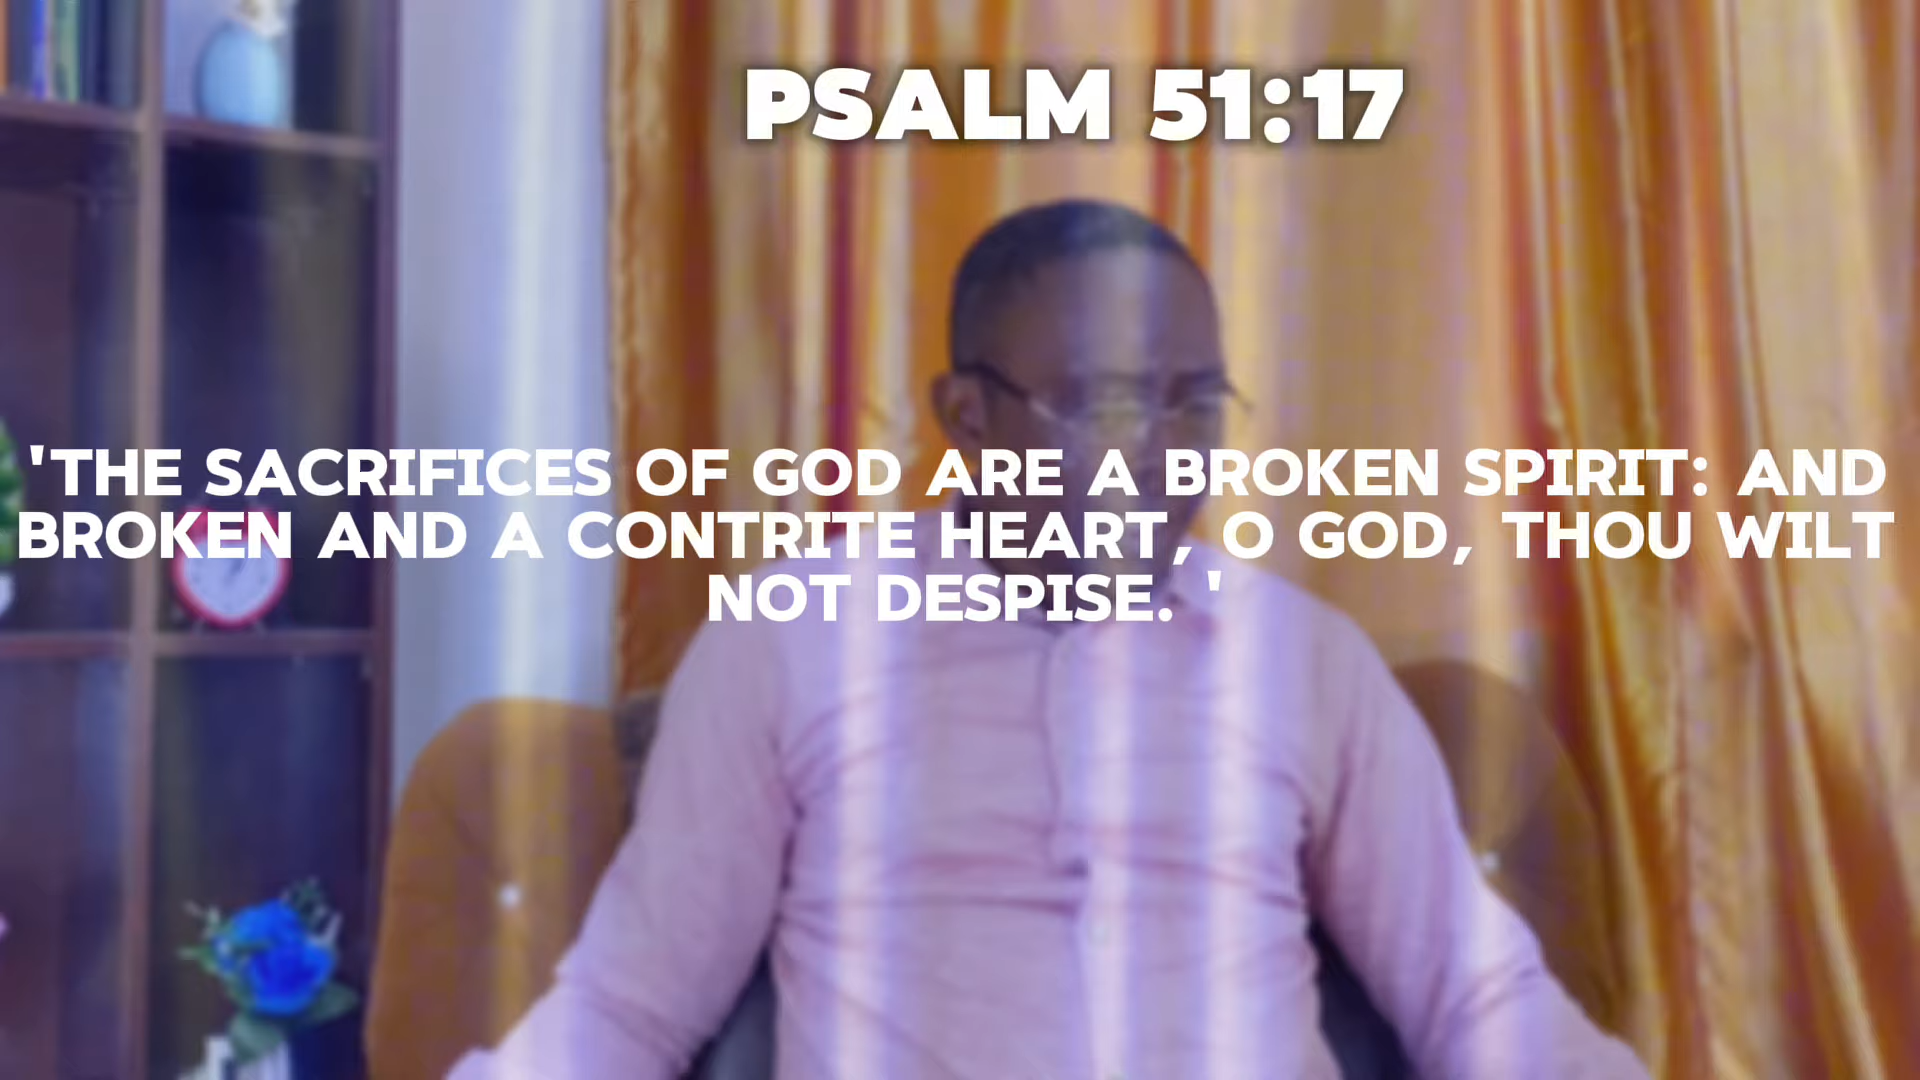 PSALM 51:17
'THE SACRIFICES OF GOD ARE A BROKEN SPIRIT: AND
BROKEN AND A CONTRITE HEART, O GOD, THOU WILT
NOT DESPISE. '